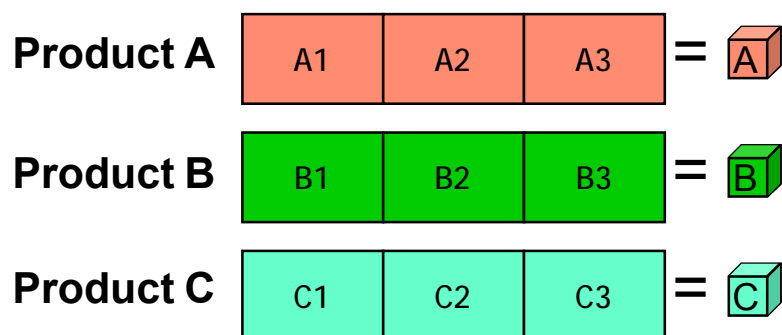 Product A A1 A2 A3 = A
Product B B1 B2 B3 = B
Product C C1 C2 C3 = C